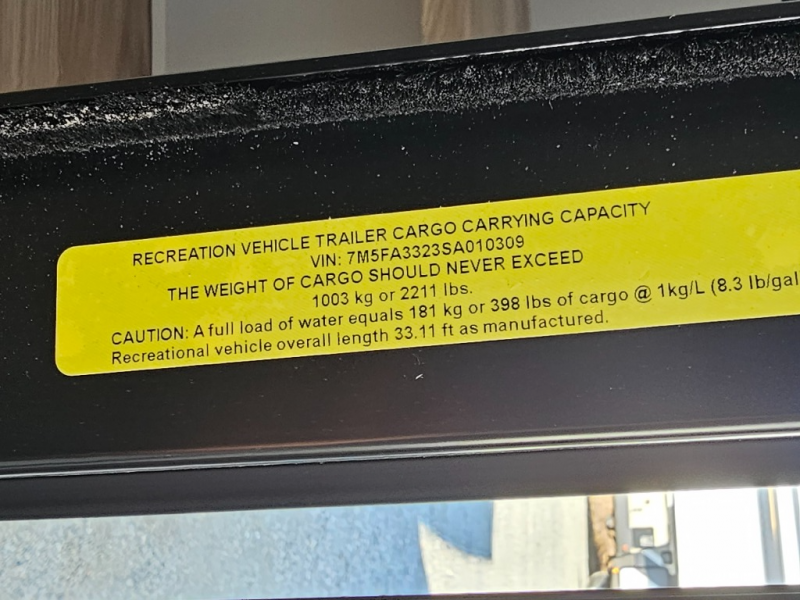 RECREATION VEHICLE TRAILER CARGO CARRYING CAPACITY
VIN: 7M5FA3323SA010309
THE WEIGHT OF CARGO SHOULD NEVER EXCEED
1003 kg or 2211 lbs.
CAUTION: A full load of water equals 181 kg or 398 lbs of cargo @ 1kg/L (8.3 lb/gal
Recreational vehicle overall length 33.11 ft as manufactured.